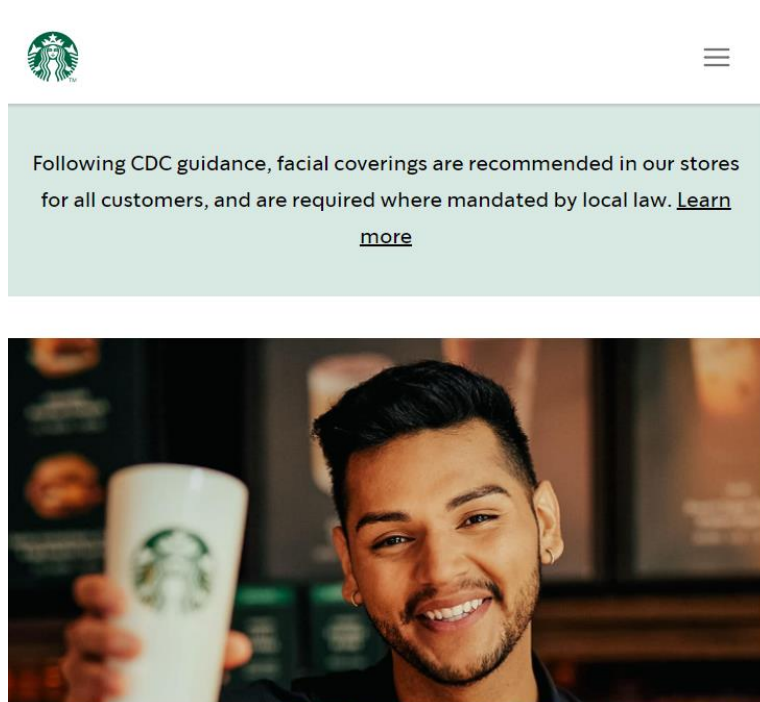 Following CDC guidance, facial coverings are recommended in our stores
for all customers, and are required where mandated by local law. Learn
more